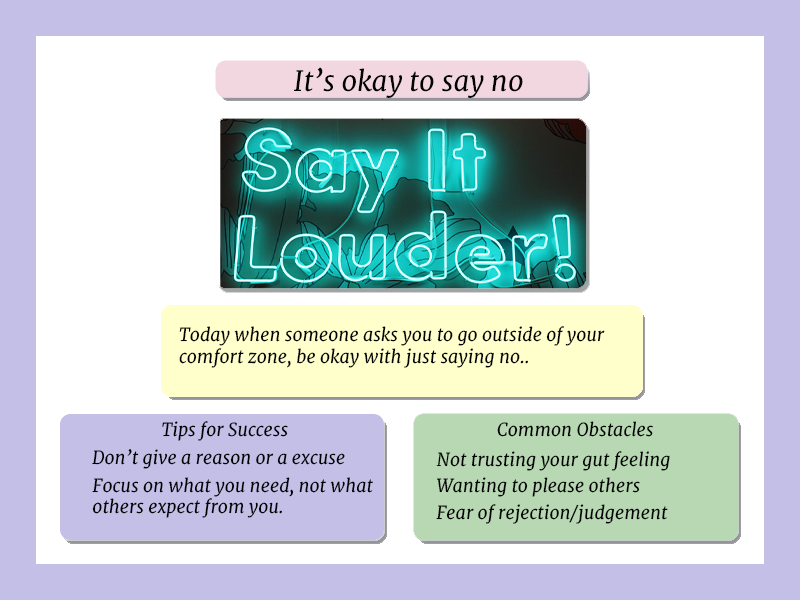 It’s okay to say no
Say It
Louder!
Today when someone asks you to go outside of your
comfort zone, be okay with just saying no..
Tips for Success
Don’t give a reason or a excuse
Focus on what you need, not what
others expect from you.
Common Obstacles
Not trusting your gut feeling
Wanting to please others
Fear of rejection/judgement